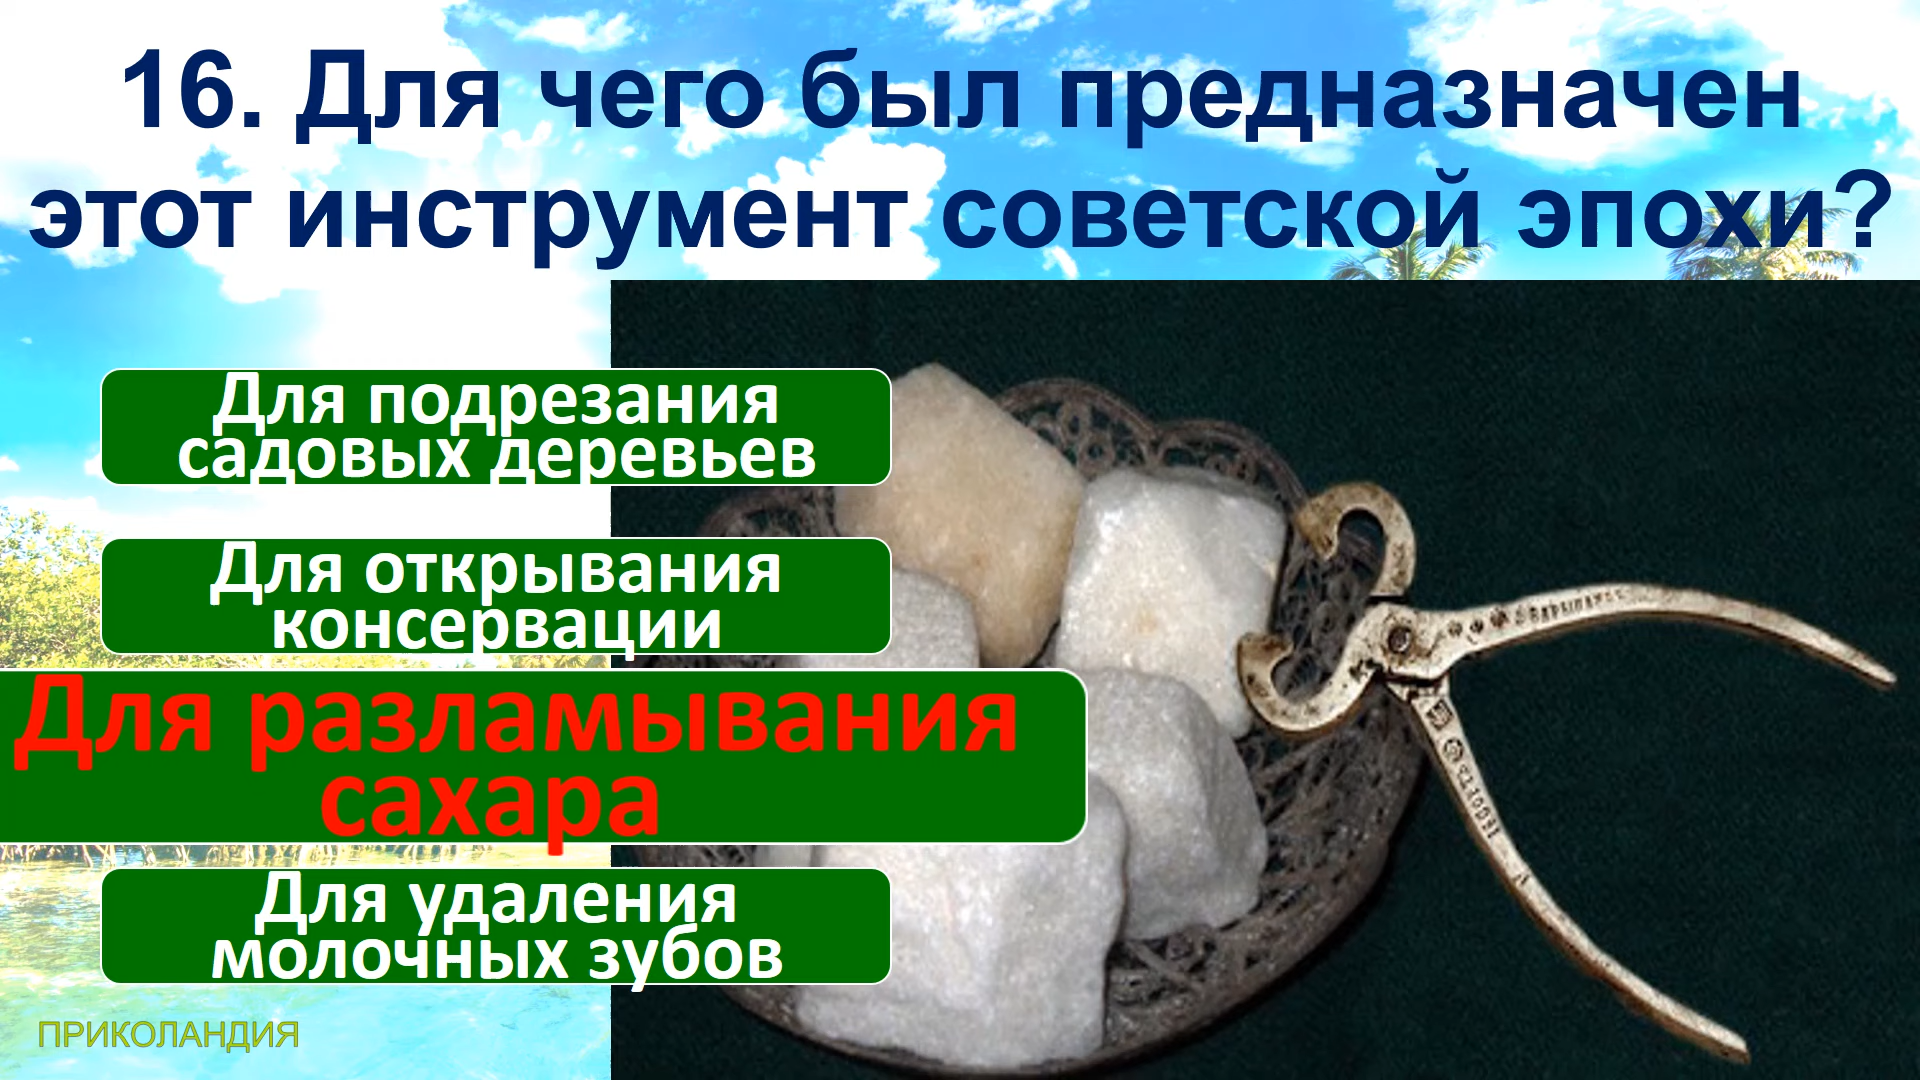 16. Для чего был предназначен
этот инструмент советской эпохи?
Для подрезания
садовых деревьев
Для открывания
консервации
Для разламывания
сахара
Для удаления
молочных зубов
ПРИКОЛАНДИЯ